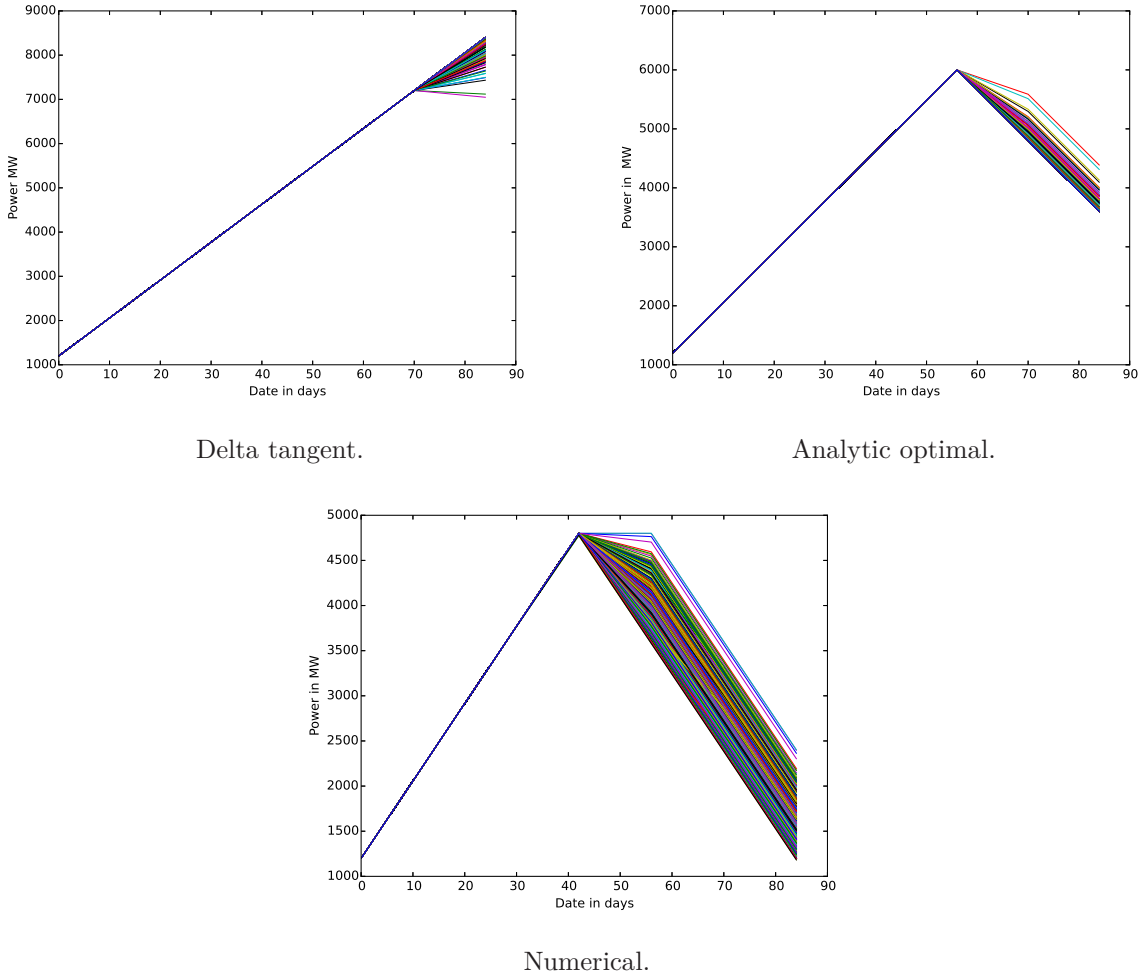 9000
8000
7000
6000
5000
4000
3000
2000
1000
Power MW
0 10 20 30 40 50 60 70 80 90
Date in days
Delta tangent.
7000
6000
5000
4000
3000
2000
1000
Power in MW
0 10 20 30 40 50 60 70 80 90
Date in days
Analytic optimal.
5000
4500
4000
3500
3000
2500
2000
1500
1000
Power in MW
0 10 20 30 40 50 60 70 80 90
Date in days
Numerical.